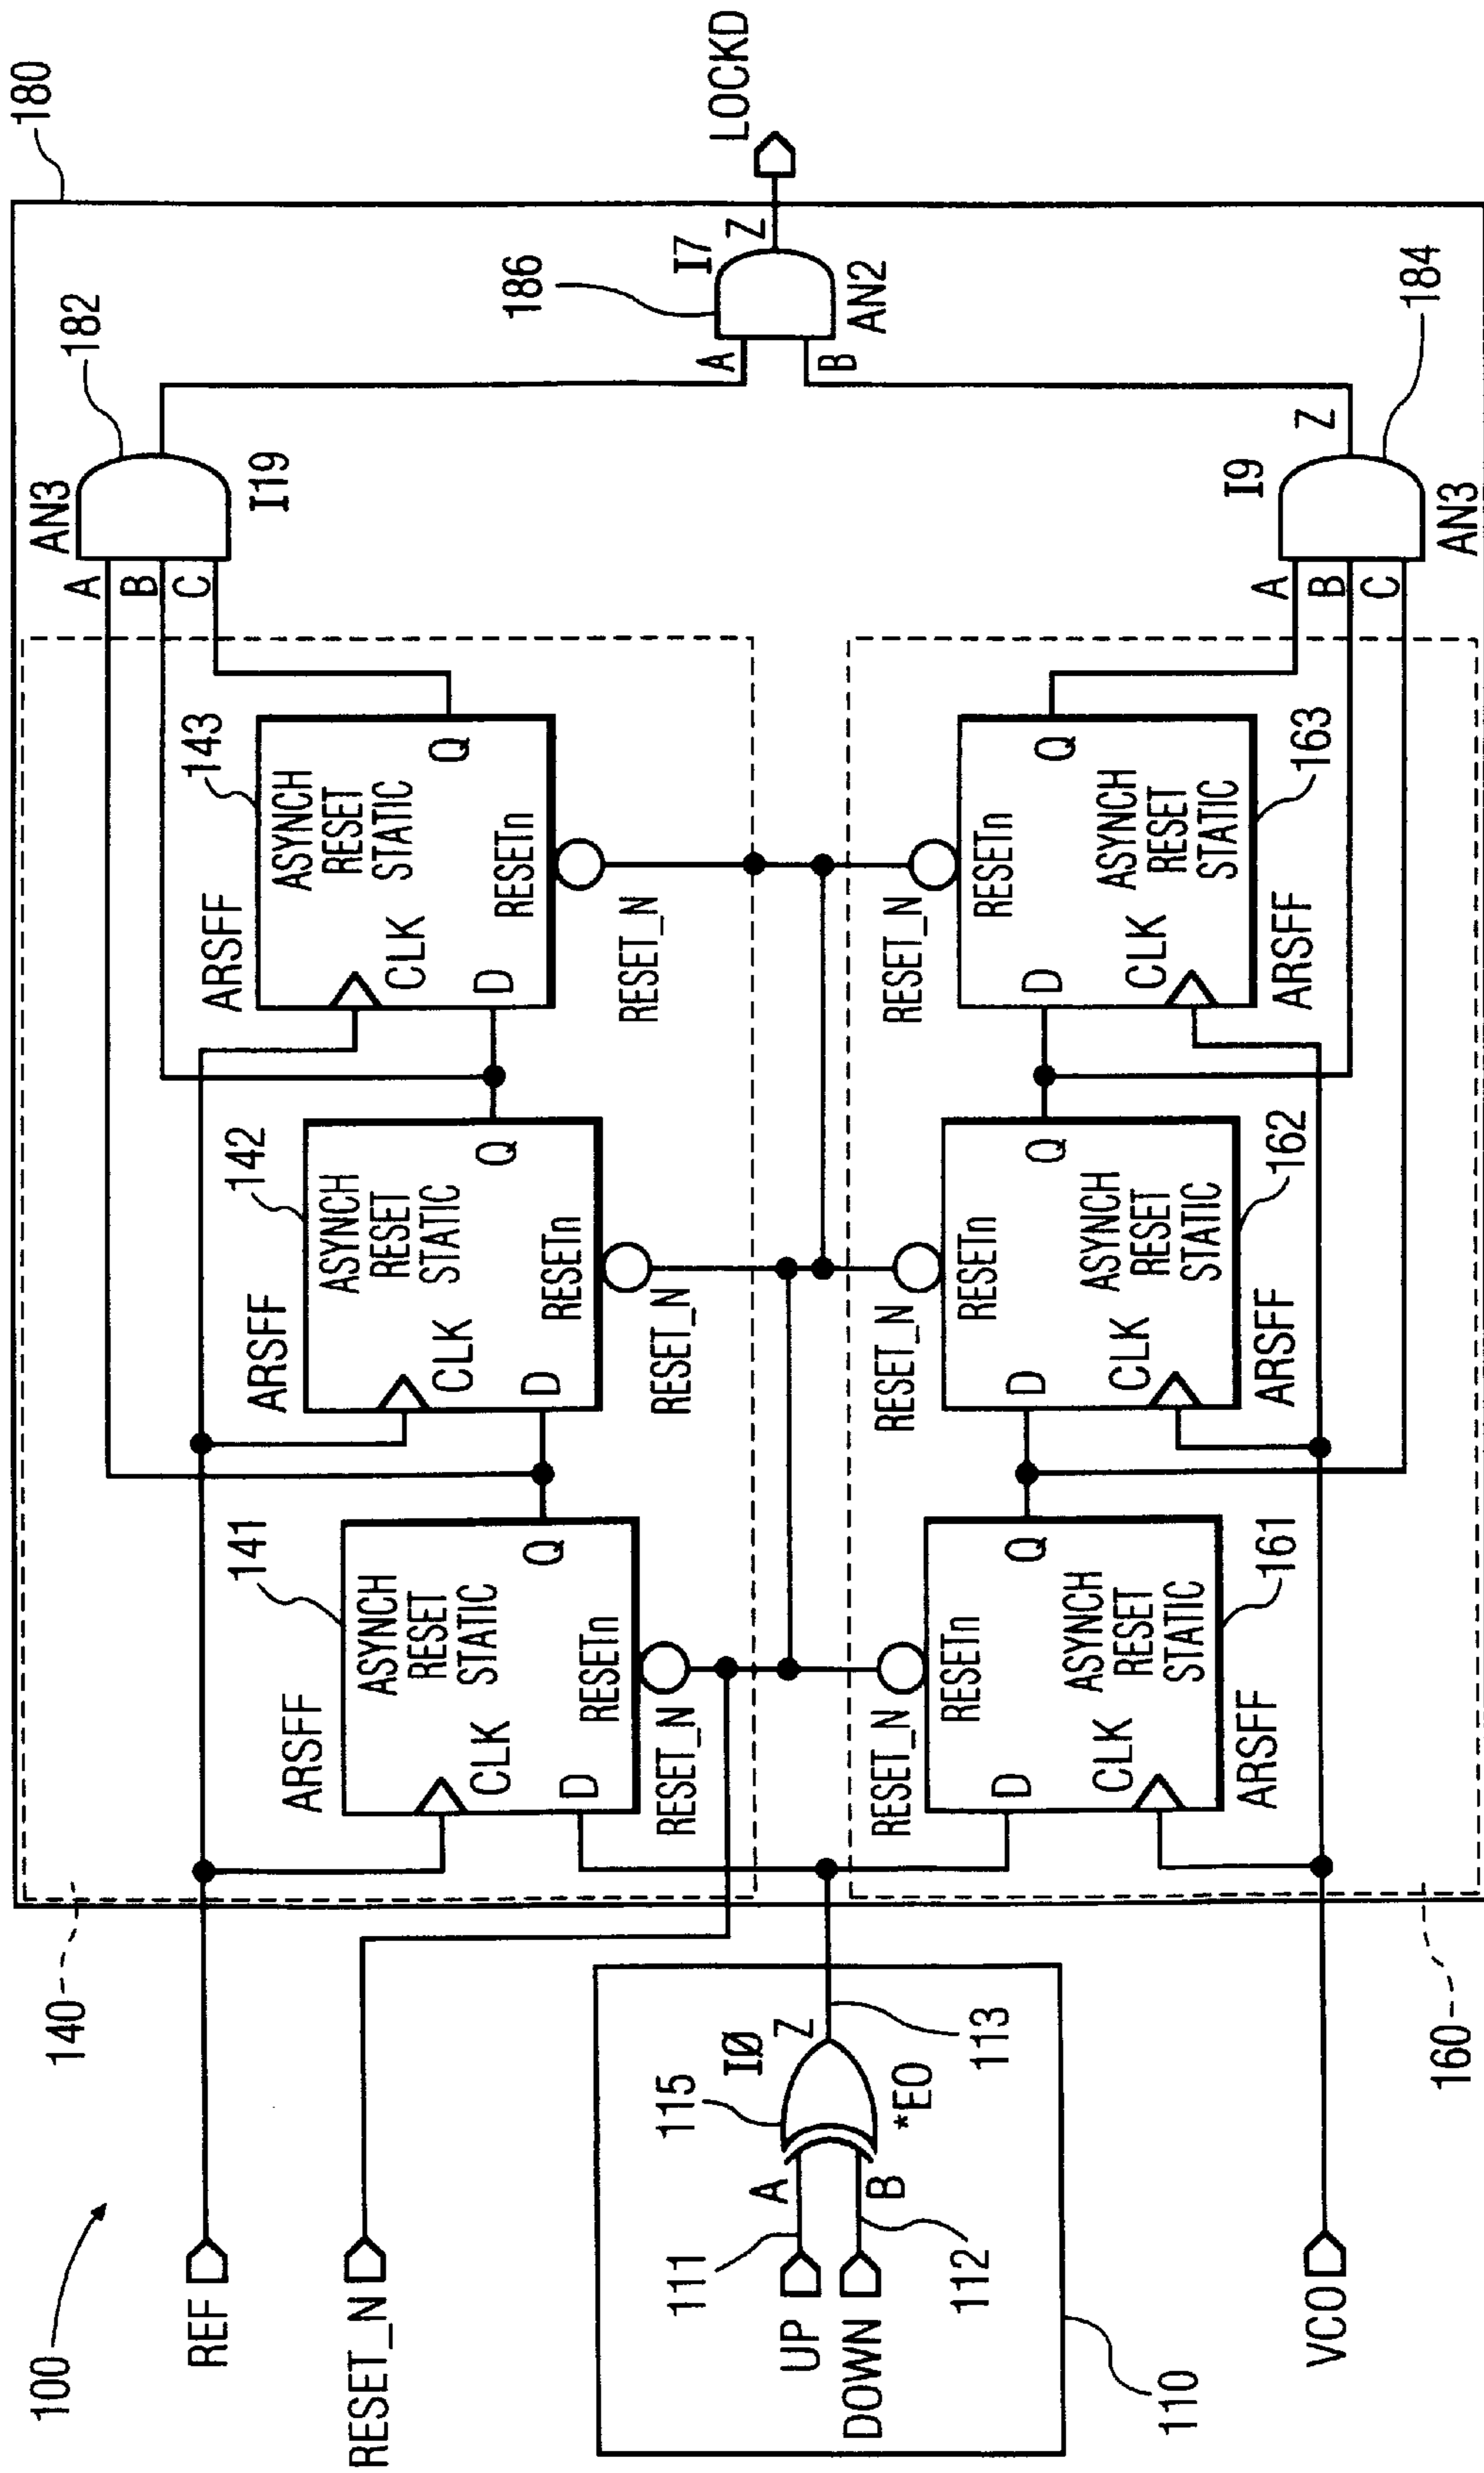 100
REF
RESET_N
UP
DOWN
VCO
110
111
112
A
B
115
IØ
Z
*EO
113
140
160
ARSFF
141
ASYNCH
RESET
STATIC
CLK
D
Q
RESETn
RESET_N
ARSFF
142
ASYNCH
RESET
STATIC
CLK
D
Q
RESETn
RESET_N
ARSFF
143
ASYNCH
RESET
STATIC
CLK
D
Q
RESETn
RESET_N
RESET_N
RESETn
D
Q
CLK
ASYNCH
RESET
STATIC
ARSFF
161
RESET_N
RESETn
D
Q
CLK
ASYNCH
RESET
STATIC
ARSFF
162
RESET_N
RESETn
D
Q
CLK
ASYNCH
RESET
STATIC
ARSFF
163
AN3
A
B
C
182
I19
I9
A
B
C
Z
AN3
184
186
I7
A
B
Z
AN2
180
LOCKD